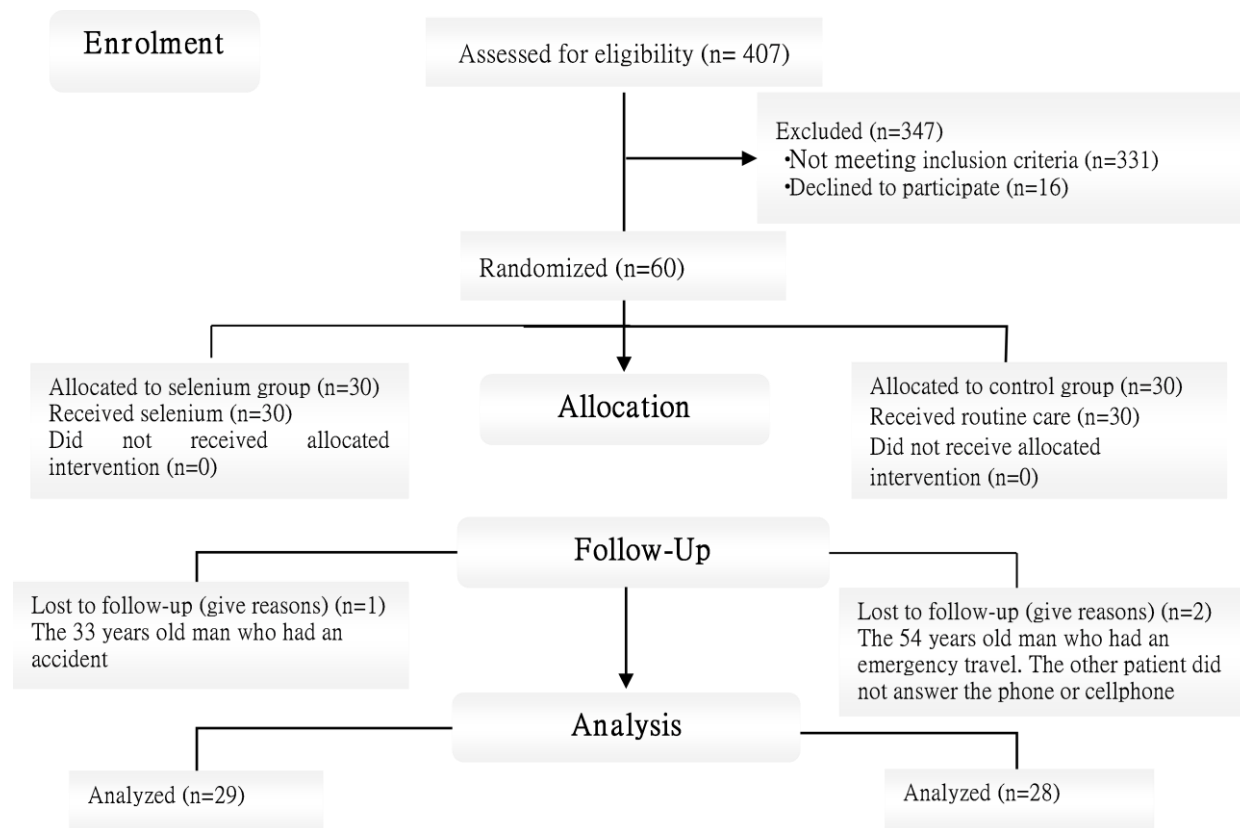 Enrolment
Assessed for eligibility (n= 407)
Excluded (n=347)
•Not meeting inclusion criteria (n=331)
•Declined to participate (n=16)
Randomized (n=60)
Allocated to selenium group (n=30)
Received selenium (n=30)
Did not received allocated
intervention (n=0)
Allocation
Allocated to control group (n=30)
Received routine care (n=30)
Did not receive allocated
intervention (n=0)
Follow-Up
Lost to follow-up (give reasons) (n=1)
The 33 years old man who had an
accident
Lost to follow-up (give reasons) (n=2)
The 54 years old man who had an
emergency travel. The other patient did
not answer the phone or cellphone
Analysis
Analyzed (n=29)
Analyzed (n=28)